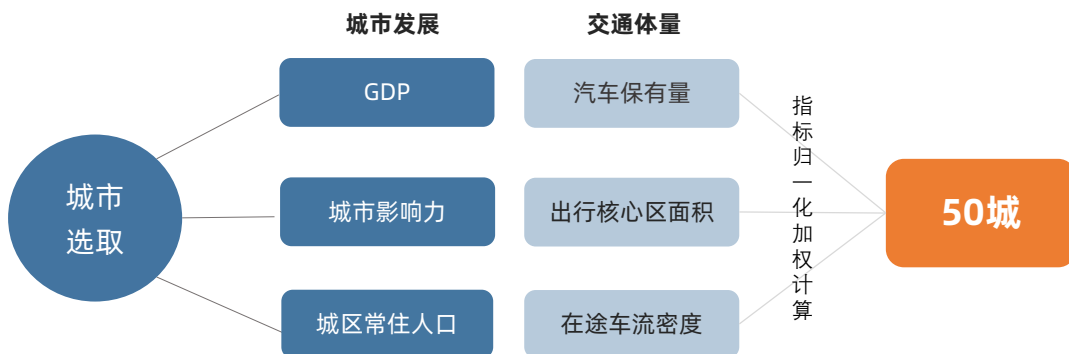 城市发展
交通体量
GDP
汽车保有量
城市
选取
城市影响力
出行核心区面积
城区常住人口
在途车流密度
指标归一化加权计算
50城